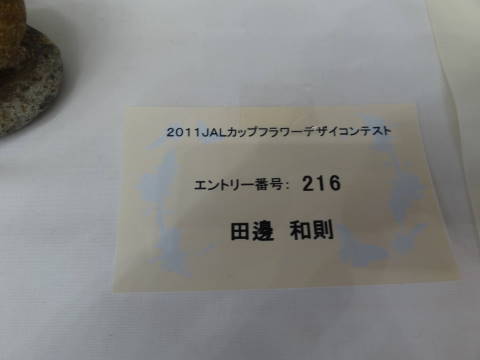 2011JALカップフラワーデザイコンテスト
エントリー番号： 216
田邊 和則